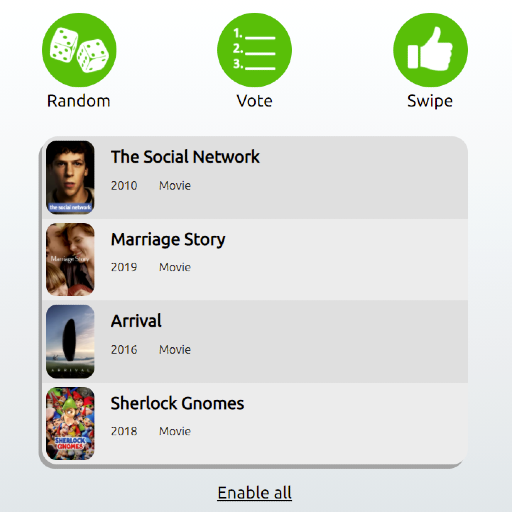 1.
2.
3.
Random
Vote
Swipe
The Social Network
2010 Movie
the social network
Marriage Story
2019 Movie
Marriage Story
Arrival
2016 Movie
ARRIVAL
Sherlock Gnomes
2018 Movie
SHERLOCK
GNOMES
Enable all